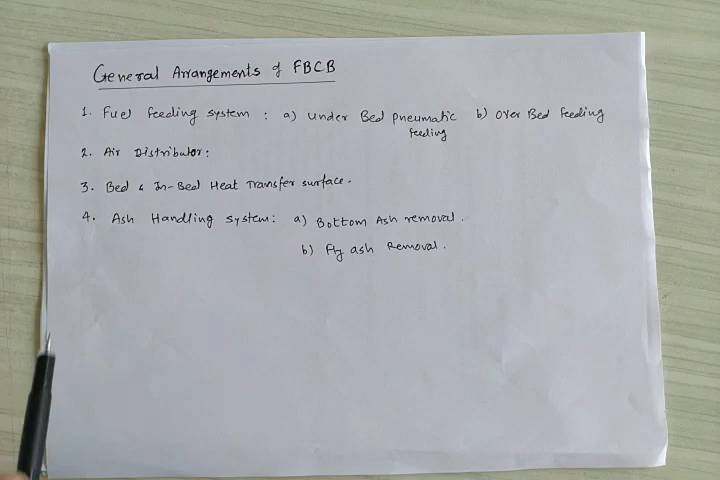 General Arrangements of FBCB
1. Fuel feeding system : a) Under Bed pneumatic feeding b) Over Bed feeding
2. Air Distributor:
3. Bed & In-Bed Heat Transfer surface.
4. Ash Handling system: a) Bottom Ash removal.
b) Fly ash Removal.